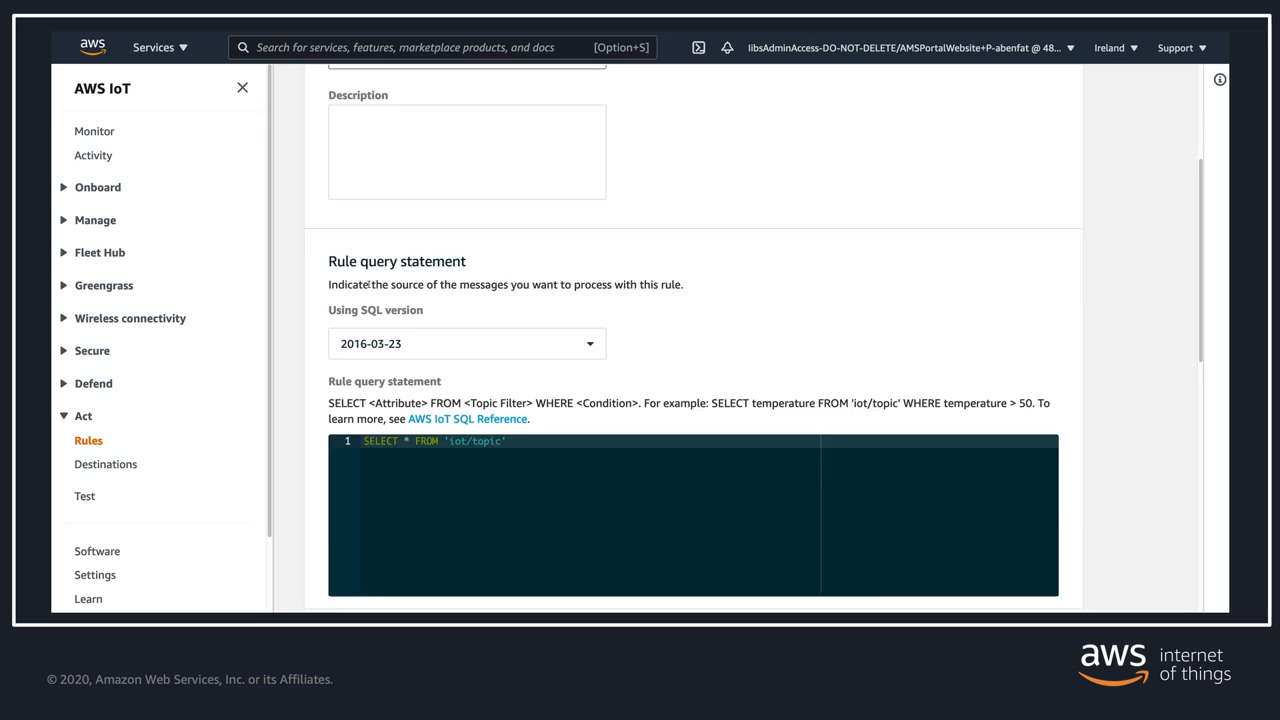 aws
Services
Search for services, features, marketplace products, and docs
[Option+S]
libsAdminAccess-DO-NOT-DELETE/AMSPortalWebsite+P-abenfat @ 48...
Ireland
Support
AWS IoT
Monitor
Activity
Onboard
Manage
Fleet Hub
Greengrass
Wireless connectivity
Secure
Defend
Act
Rules
Destinations
Test
Software
Settings
Learn
Description
Rule query statement
Indicate the source of the messages you want to process with this rule.
Using SQL version
2016-03-23
Rule query statement
SELECT <Attribute> FROM <Topic Filter> WHERE <Condition>. For example: SELECT temperature FROM 'iot/topic' WHERE temperature > 50. To
learn more, see AWS IoT SQL Reference.
1 SELECT * FROM 'iot/topic'
© 2020, Amazon Web Services, Inc. or its Affiliates.
aws
internet
of things